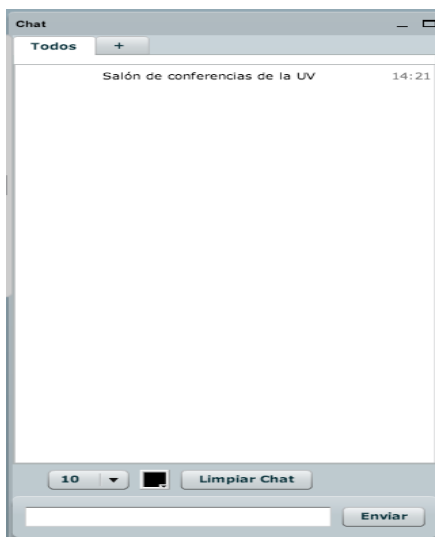 Chat
Todos +
Salón de conferencias de la UV 14:21
10 Limpiar Chat
Enviar